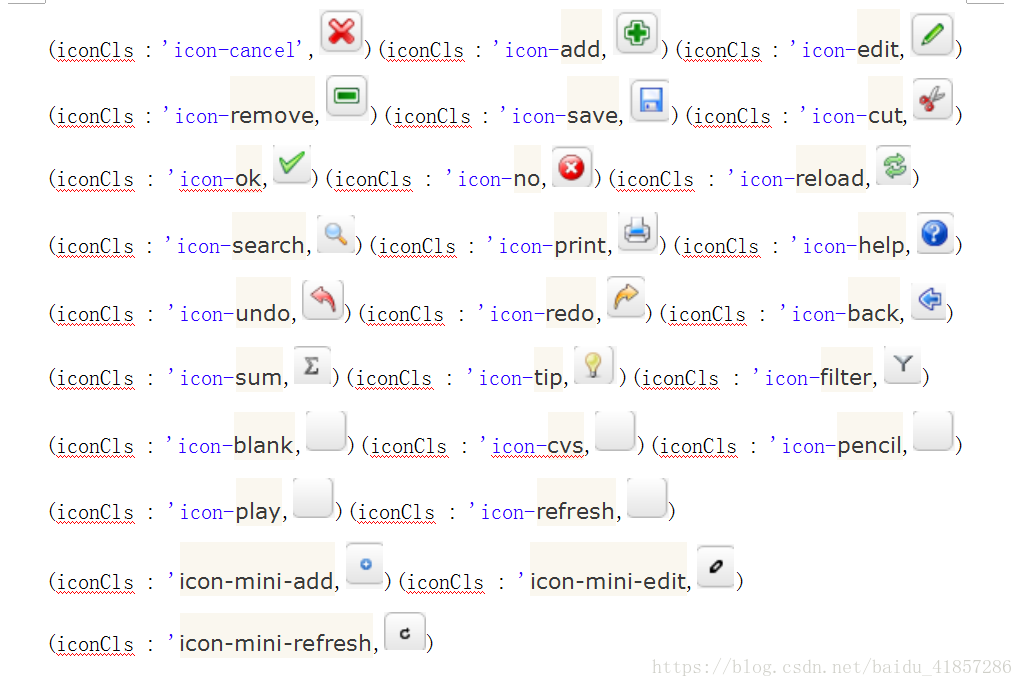 (iconCls : 'icon-cancel', )(iconCls : 'icon-add, )(iconCls : 'icon-edit, )
(iconCls : 'icon-remove, )(iconCls : 'icon-save, )(iconCls : 'icon-cut, )
(iconCls : 'icon-ok, )(iconCls : 'icon-no, )(iconCls : 'icon-reload, )
(iconCls : 'icon-search, )(iconCls : 'icon-print, )(iconCls : 'icon-help, )
(iconCls : 'icon-undo, )(iconCls : 'icon-redo, )(iconCls : 'icon-back, )
(iconCls : 'icon-sum, )(iconCls : 'icon-tip, )(iconCls : 'icon-filter, )
(iconCls : 'icon-blank, )(iconCls : 'icon-cvs, )(iconCls : 'icon-pencil, )
(iconCls : 'icon-play, )(iconCls : 'icon-refresh, )
(iconCls : 'icon-mini-add, )(iconCls : 'icon-mini-edit, )
(iconCls : 'icon-mini-refresh, )
https://blog.csdn.net/baidu_41857286